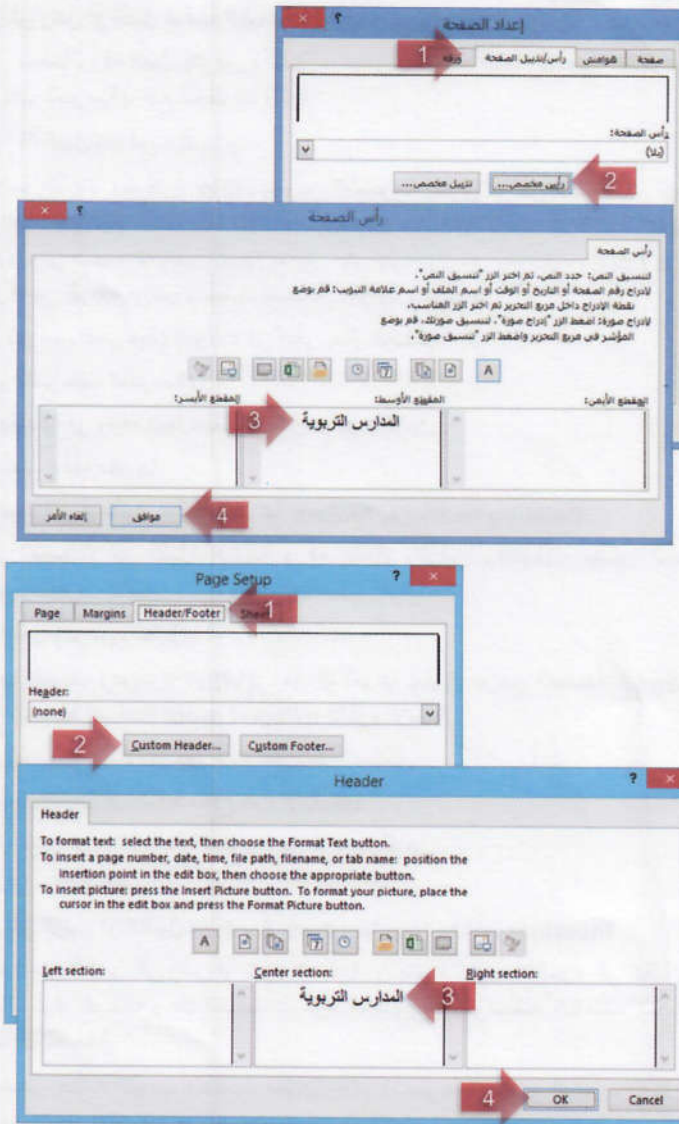 إعداد الصفحة
؟
×
صفحة
هوامش
رأس/تذييل الصفحة
1
رأس الصفحة:
(بلا)
رأس مخصص...
تذييل مخصص...
2
رأس الصفحة
؟
×
رأس الصفحة
لتنسيق النص: حدد النص، ثم اختر الزر "تنسيق النص".
لإدراج رقم الصفحة أو التاريخ أو الوقت أو اسم الملف أو اسم علامة التبويب: قم بوضع
نقطة الإدراج داخل مربع التحرير ثم اختر الزر المناسب.
لإدراج صورة: اضغط الزر "إدراج صورة". لتنسيق صورتك، قم بوضع
المؤشر في مربع التحرير واضغط الزر "تنسيق صورة".
A
المقطع الأيمن:
المقطع الأوسط:
المقطع الأيسر:
المدارس التربوية
3
موافق
إلغاء الأمر
4
Page Setup
?
×
Page
Margins
Header/Footer
1
Header:
(none)
2
Custom Header...
Custom Footer...
Header
?
×
Header
To format text: select the text, then choose the Format Text button.
To insert a page number, date, time, file path, filename, or tab name: position the
insertion point in the edit box, then choose the appropriate button.
To insert picture: press the Insert Picture button. To format your picture, place the
cursor in the edit box and press the Format Picture button.
A
Left section:
Center section:
Right section:
المدارس التربوية
3
4
OK
Cancel